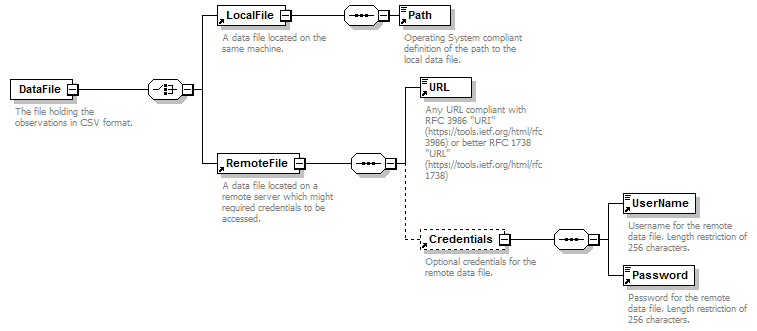 LocalFile
A data file located on the
same machine.
Path
Operating System compliant
definition of the path to the
local data file.
DataFile
The file holding the
observations in CSV format.
URL
Any URL compliant with
RFC 3986 "URI"
(https://tools.ietf.org/html/rfc
3986) or better RFC 1738
"URL"
(https://tools.ietf.org/html/rfc
1738)
RemoteFile
A data file located on a
remote server which might
required credentials to be
accessed.
Credentials
Optional credentials for the
remote data file.
UserName
Username for the remote
data file. Length restriction of
256 characters.
Password
Password for the remote
data file. Length restriction of
256 characters.